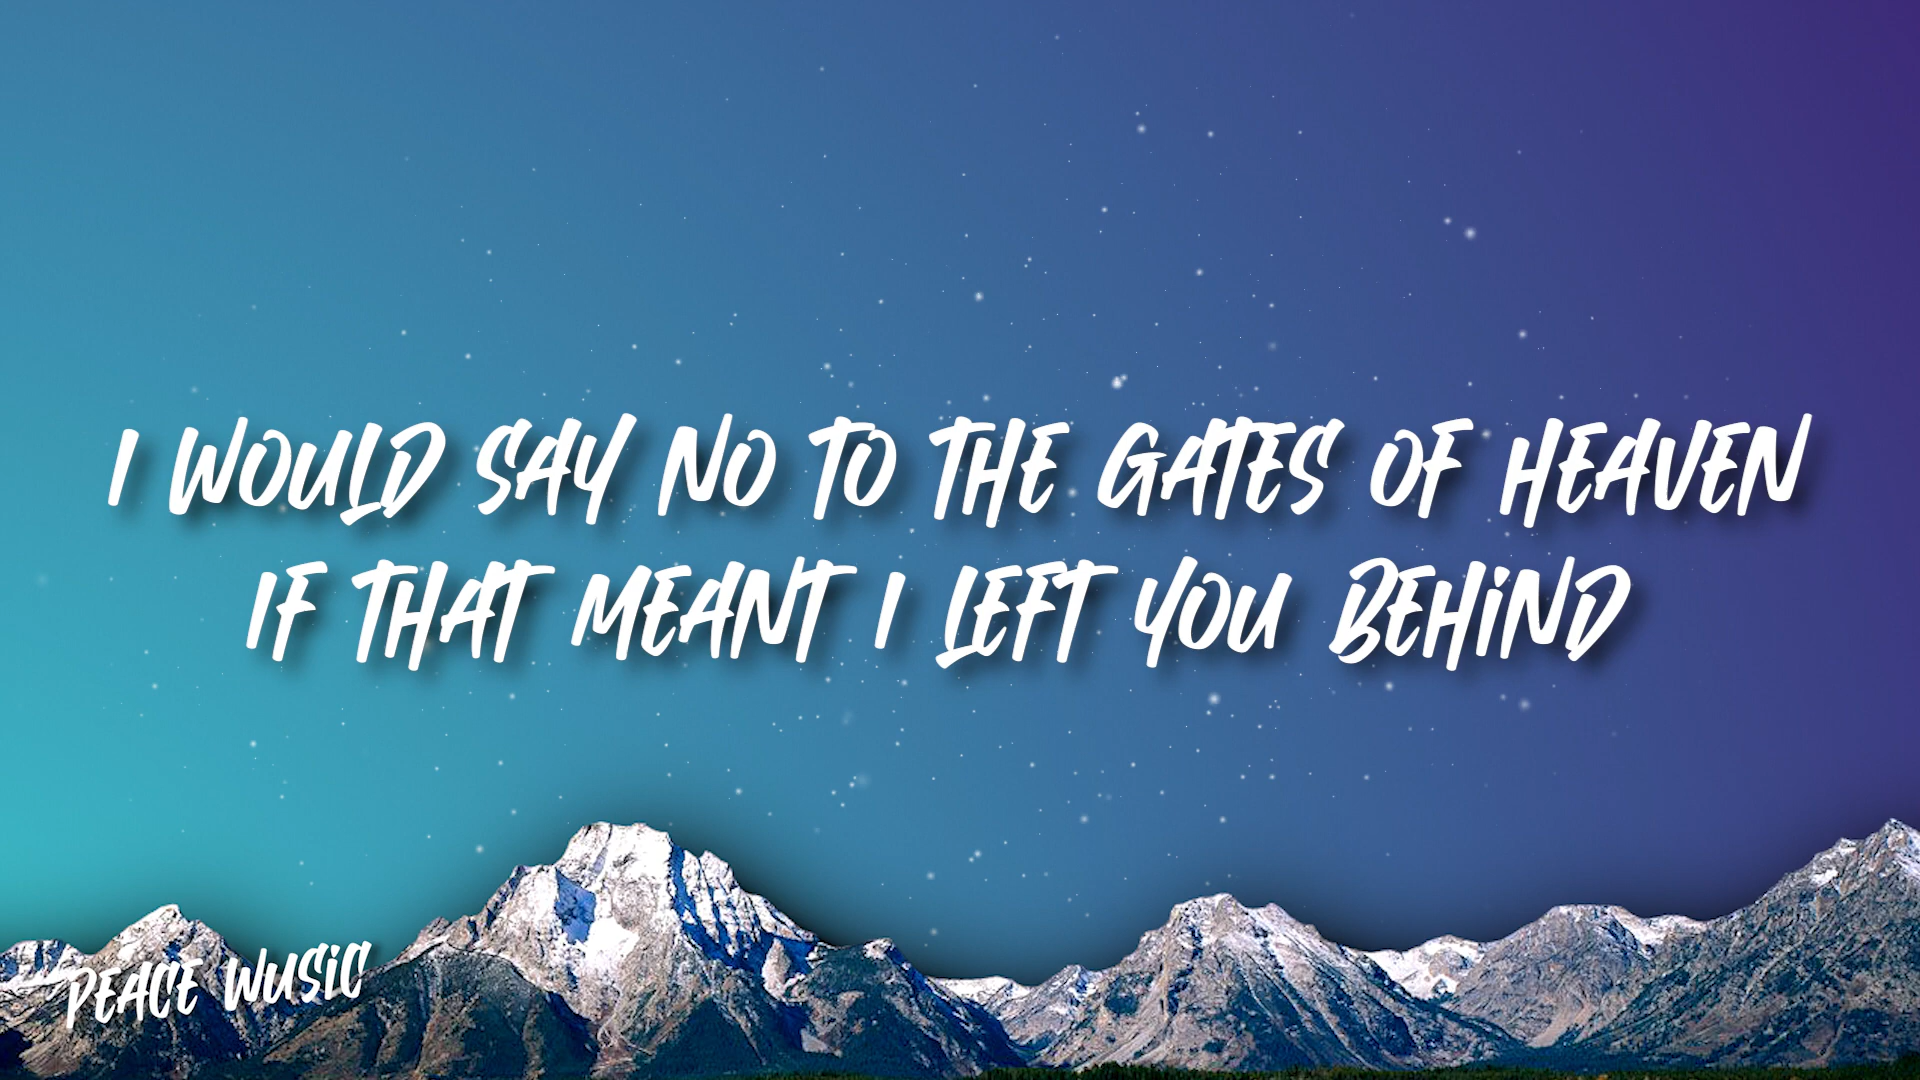 I WOULD SAY NO TO THE GATES OF HEAVEN
IF THAT MEANT I LEFT YOU BEHIND
PEACE WUSIC